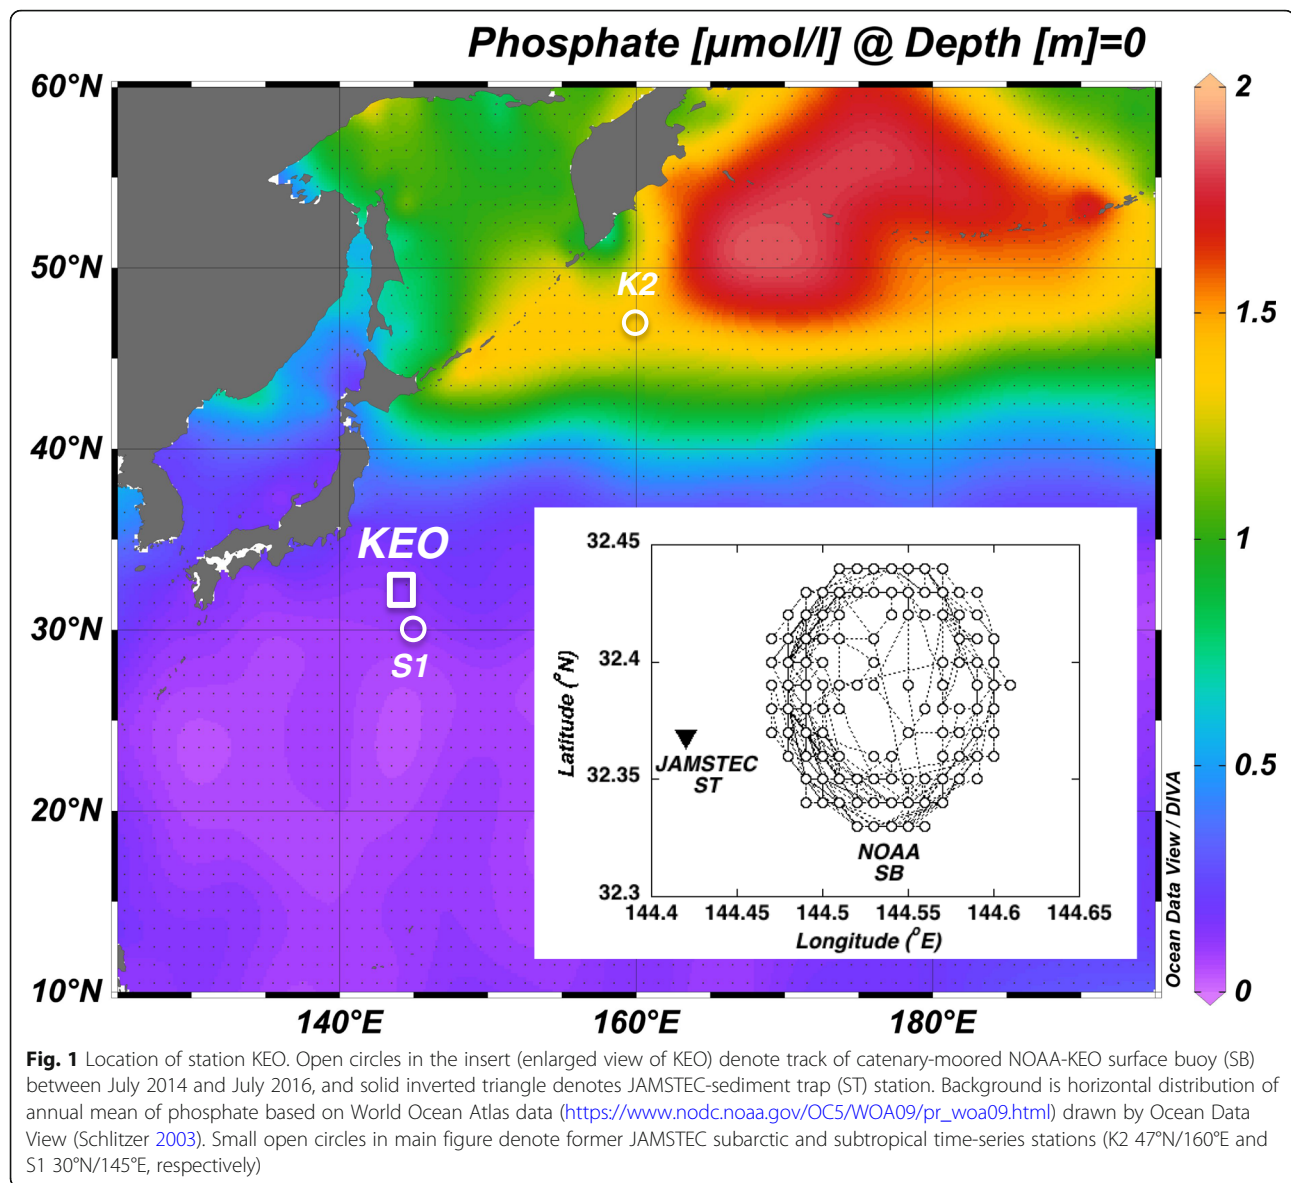 Phosphate [µmol/l] @ Depth [m]=0
60°N
50°N
40°N
30°N
20°N
10°N
140°E
160°E
180°E
K2
KEO
S1
2
1.5
1
0.5
0
Ocean Data View / DIVA
32.45
32.4
32.35
32.3
Latitude (°N)
JAMSTEC
ST
NOAA
SB
144.4
144.45
144.5
144.55
144.6
144.65
Longitude (°E)
Fig. 1 Location of station KEO. Open circles in the insert (enlarged view of KEO) denote track of catenary-moored NOAA-KEO surface buoy (SB)
between July 2014 and July 2016, and solid inverted triangle denotes JAMSTEC-sediment trap (ST) station. Background is horizontal distribution of
annual mean of phosphate based on World Ocean Atlas data (https://www.nodc.noaa.gov/OC5/WOA09/pr_woa09.html) drawn by Ocean Data
View (Schlitzer 2003). Small open circles in main figure denote former JAMSTEC subarctic and subtropical time-series stations (K2 47°N/160°E and
S1 30°N/145°E, respectively)